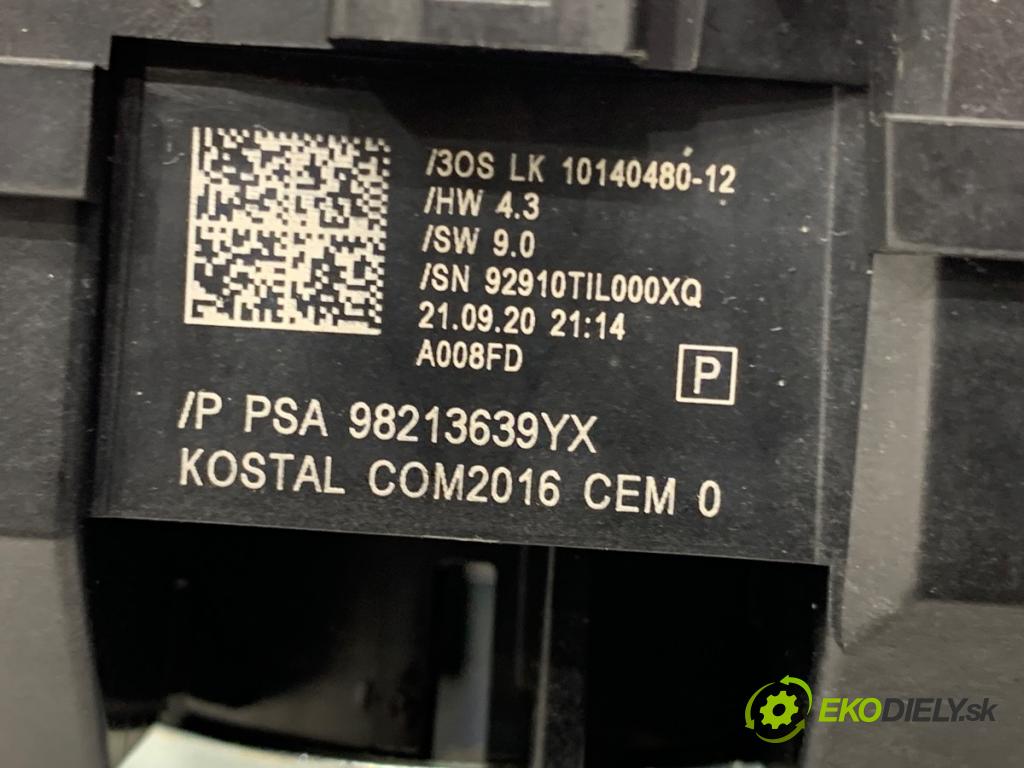 /3OS LK 10140480-12
/HW 4.3
/SW 9.0
/SN 92910TIL000XQ
21.09.20 21:14
A008FD
P
/P PSA 98213639YX
KOSTAL COM2016 CEM 0
EKODIELY.sk